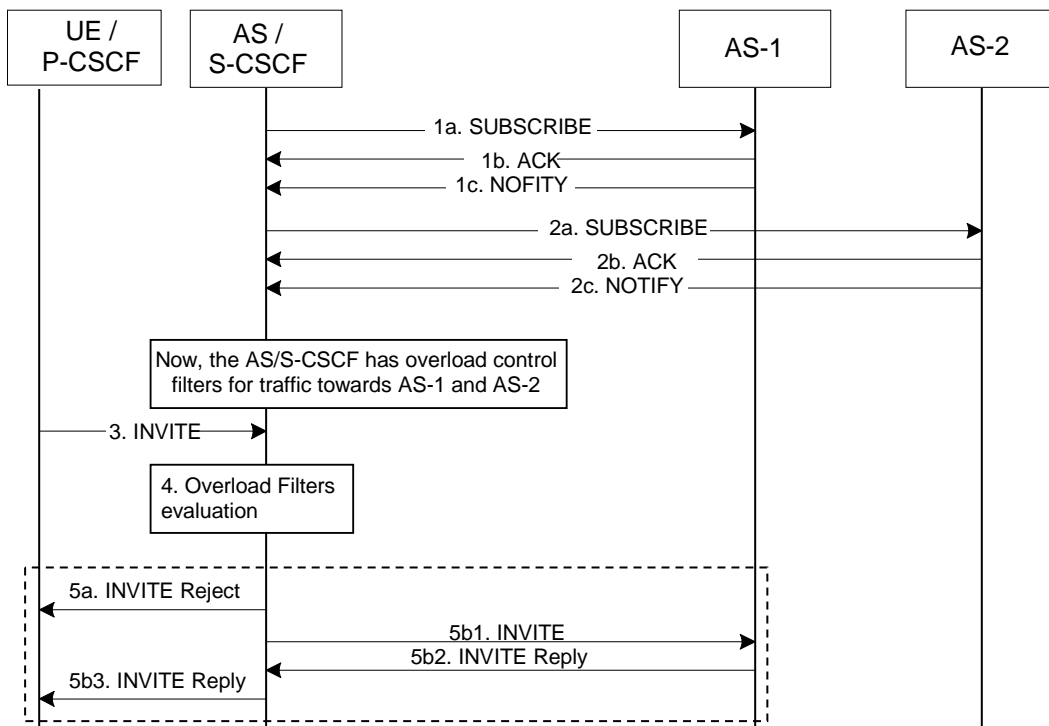 UE /
P-CSCF
AS /
S-CSCF
AS-1
AS-2
1a. SUBSCRIBE
1b. ACK
1c. NOFITY
2a. SUBSCRIBE
2b. ACK
2c. NOTIFY
Now, the AS/S-CSCF has overload control
filters for traffic towards AS-1 and AS-2
3. INVITE
4. Overload Filters
evaluation
5a. INVITE Reject
5b1. INVITE
5b2. INVITE Reply
5b3. INVITE Reply